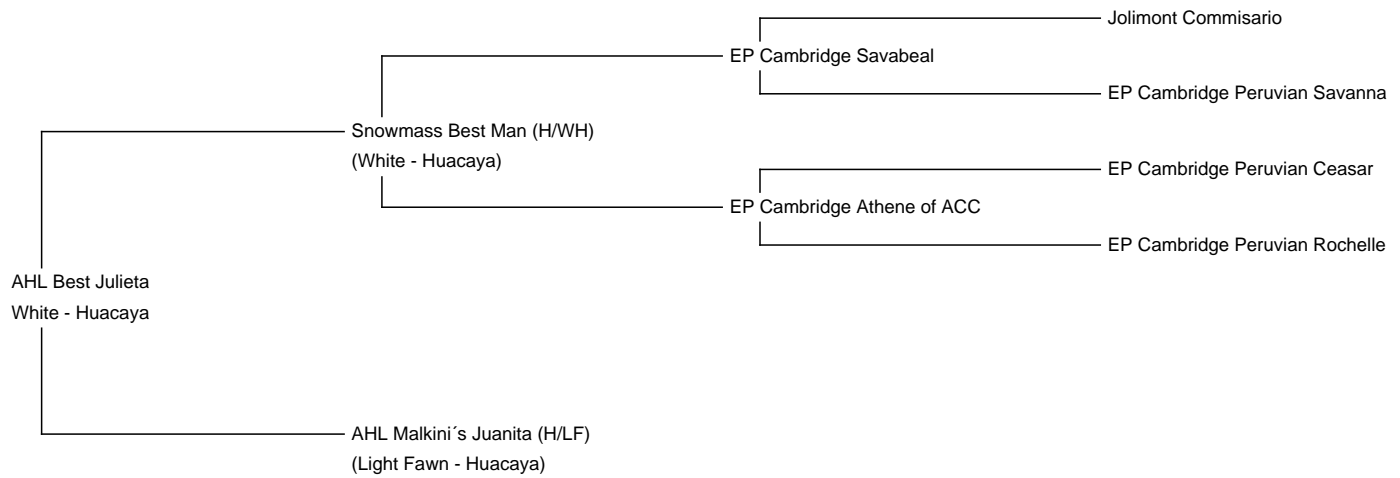 Jolimont Commisario
EP Cambridge Savabeal
EP Cambridge Peruvian Savanna
Snowmass Best Man (H/WH)
(White - Huacaya)
EP Cambridge Peruvian Ceasar
EP Cambridge Athene of ACC
EP Cambridge Peruvian Rochelle
AHL Best Julieta
White - Huacaya
AHL Malkini´s Juanita (H/LF)
(Light Fawn - Huacaya)